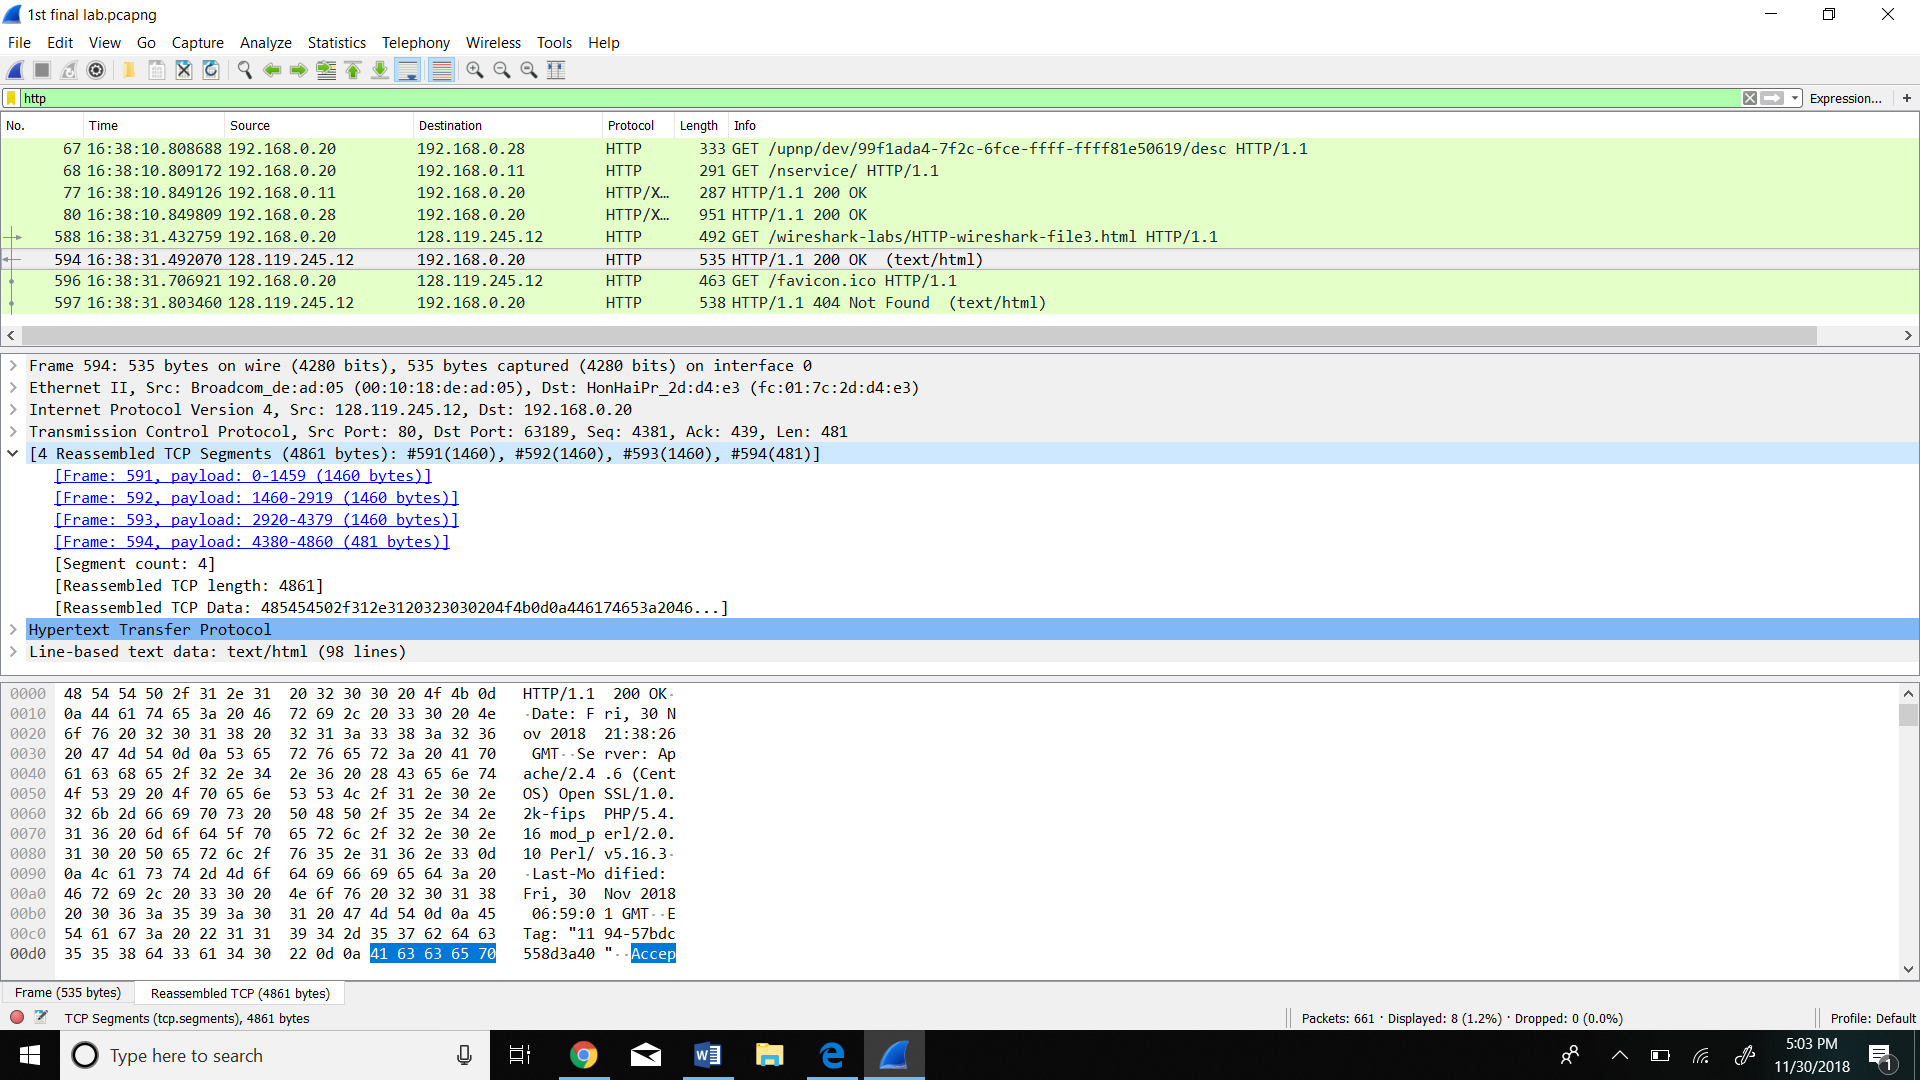 1st final lab.pcapng
File Edit View Go Capture Analyze Statistics Telephony Wireless Tools Help
http
Expression... +
No. Time Source Destination Protocol Length Info
67 16:38:10.808688 192.168.0.20 192.168.0.28 HTTP 333 GET /upnp/dev/99f1ada4-7f2c-6fce-ffff-ffff81e50619/desc HTTP/1.1
68 16:38:10.809172 192.168.0.20 192.168.0.11 HTTP 291 GET /nservice/ HTTP/1.1
77 16:38:10.849126 192.168.0.11 192.168.0.20 HTTP/X… 287 HTTP/1.1 200 OK
80 16:38:10.849809 192.168.0.28 192.168.0.20 HTTP/X… 951 HTTP/1.1 200 OK
588 16:38:31.432759 192.168.0.20 128.119.245.12 HTTP 492 GET /wireshark-labs/HTTP-wireshark-file3.html HTTP/1.1
594 16:38:31.492070 128.119.245.12 192.168.0.20 HTTP 535 HTTP/1.1 200 OK (text/html)
596 16:38:31.706921 192.168.0.20 128.119.245.12 HTTP 463 GET /favicon.ico HTTP/1.1
597 16:38:31.803460 128.119.245.12 192.168.0.20 HTTP 538 HTTP/1.1 404 Not Found (text/html)
Frame 594: 535 bytes on wire (4280 bits), 535 bytes captured (4280 bits) on interface 0
Ethernet II, Src: Broadcom_de:ad:05 (00:10:18:de:ad:05), Dst: HonHaiPr_2d:d4:e3 (fc:01:7c:2d:d4:e3)
Internet Protocol Version 4, Src: 128.119.245.12, Dst: 192.168.0.20
Transmission Control Protocol, Src Port: 80, Dst Port: 63189, Seq: 4381, Ack: 439, Len: 481
[4 Reassembled TCP Segments (4861 bytes): #591(1460), #592(1460), #593(1460), #594(481)]
[Frame: 591, payload: 0-1459 (1460 bytes)]
[Frame: 592, payload: 1460-2919 (1460 bytes)]
[Frame: 593, payload: 2920-4379 (1460 bytes)]
[Frame: 594, payload: 4380-4860 (481 bytes)]
[Segment count: 4]
[Reassembled TCP length: 4861]
[Reassembled TCP Data: 485454502f312e3120323030204f4b0d0a446174653a2046...]
Hypertext Transfer Protocol
Line-based text data: text/html (98 lines)
0000 48 54 54 50 2f 31 2e 31 20 32 30 30 20 4f 4b 0d HTTP/1.1 200 OK·
0010 0a 44 61 74 65 3a 20 46 72 69 2c 20 33 30 20 4e ·Date: F ri, 30 N
0020 6f 76 20 32 30 31 38 20 32 31 3a 33 38 3a 32 36 ov 2018 21:38:26
0030 20 47 4d 54 0d 0a 53 65 72 76 65 72 3a 20 41 70 GMT··Se rver: Ap
0040 61 63 68 65 2f 32 2e 34 2e 36 20 28 43 65 6e 74 ache/2.4 .6 (Cent
0050 4f 53 29 20 4f 70 65 6e 53 53 4c 2f 31 2e 30 2e OS) Open SSL/1.0.
0060 32 6b 2d 66 69 70 73 20 50 48 50 2f 35 2e 34 2e 2k-fips PHP/5.4.
0070 31 36 20 6d 6f 64 5f 70 65 72 6c 2f 32 2e 30 2e 16 mod_p erl/2.0.
0080 31 30 20 50 65 72 6c 2f 76 35 2e 31 36 2e 33 0d 10 Perl/ v5.16.3·
0090 0a 4c 61 73 74 2d 4d 6f 64 69 66 69 65 64 3a 20 ·Last-Mo dified:
00a0 46 72 69 2c 20 33 30 20 4e 6f 76 20 32 30 31 38 Fri, 30 Nov 2018
00b0 20 30 36 3a 35 39 3a 30 31 20 47 4d 54 0d 0a 45 06:59:0 1 GMT··E
00c0 54 61 67 3a 20 22 31 31 39 34 2d 35 37 62 64 63 Tag: "11 94-57bdc
00d0 35 35 38 64 33 61 34 30 22 0d 0a 41 63 63 65 70 558d3a40 "··Accep
Frame (535 bytes) Reassembled TCP (4861 bytes)
TCP Segments (tcp.segments), 4861 bytes Packets: 661 · Displayed: 8 (1.2%) · Dropped: 0 (0.0%) Profile: Default
Type here to search
5:03 PM
11/30/2018
1